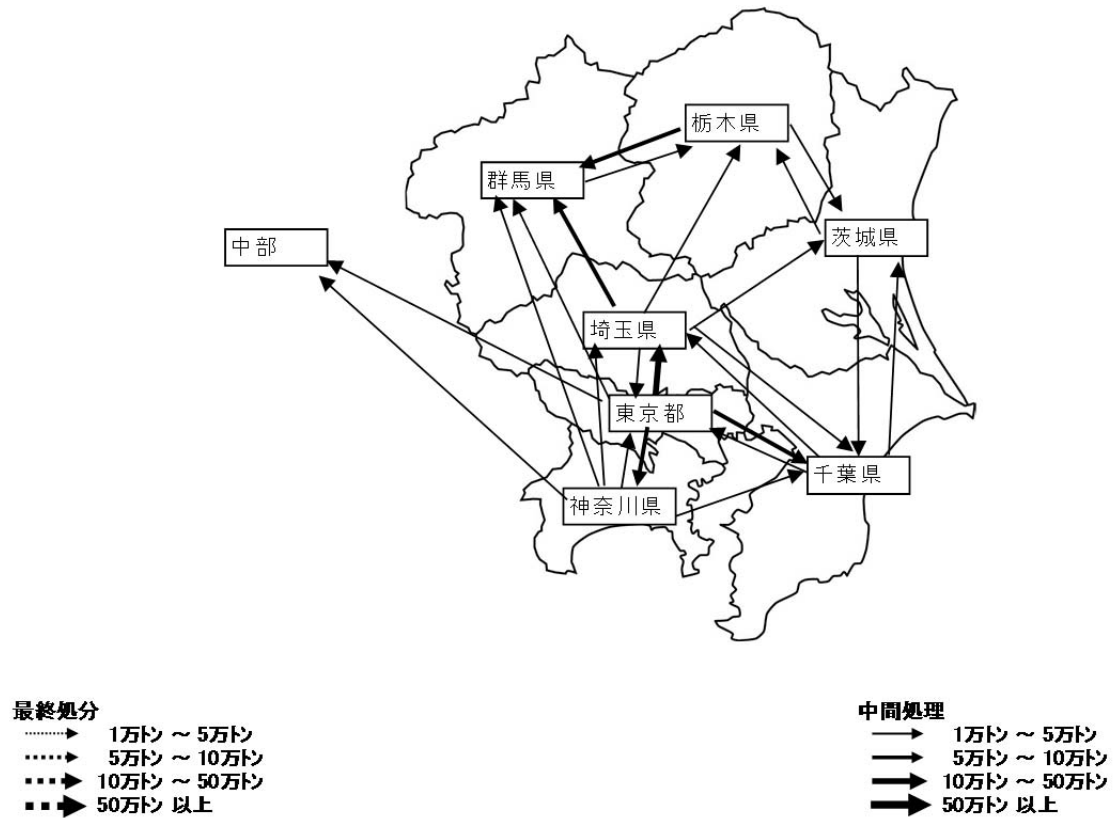 栃木県
群馬県
茨城県
中部
埼玉県
東京都
千葉県
神奈川県
最終処分
1万トン ～ 5万トン
5万トン ～ 10万トン
10万トン ～ 50万トン
50万トン 以上
中間処理
1万トン ～ 5万トン
5万トン ～ 10万トン
10万トン ～ 50万トン
50万トン 以上